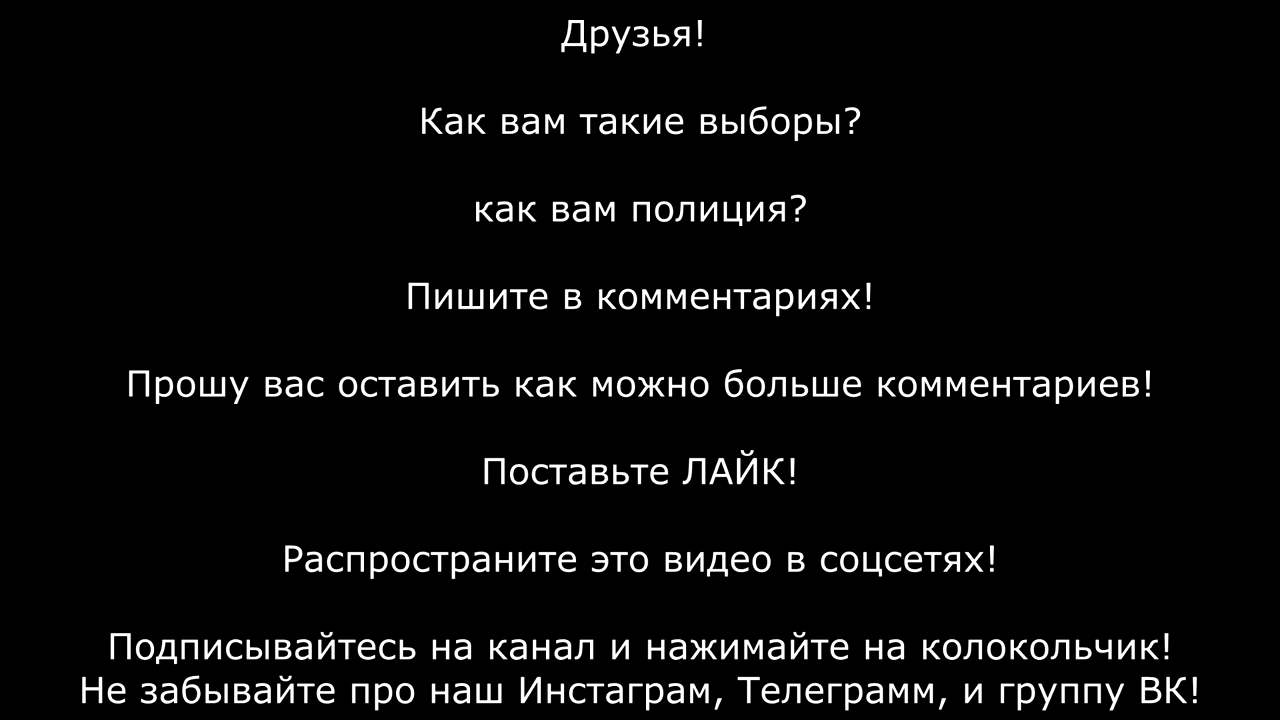 Друзья!
Как вам такие выборы?
как вам полиция?
Пишите в комментариях!
Прошу вас оставить как можно больше комментариев!
Поставьте ЛАЙК!
Распространите это видео в соцсетях!
Подписывайтесь на канал и нажимайте на колокольчик!
Не забывайте про наш Инстаграм, Телеграмм, и группу ВК!